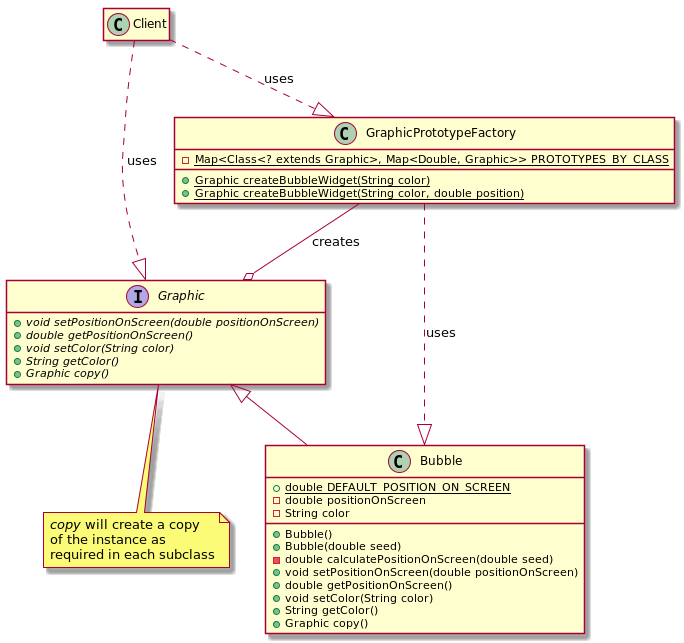 C Client
uses
C GraphicPrototypeFactory
Map<Class<? extends Graphic>, Map<Double, Graphic>> PROTOTYPES_BY_CLASS
Graphic createBubbleWidget(String color)
Graphic createBubbleWidget(String color, double position)
uses
creates
I Graphic
void setPositionOnScreen(double positionOnScreen)
double getPositionOnScreen()
void setColor(String color)
String getColor()
Graphic copy()
uses
C Bubble
double DEFAULT_POSITION_ON_SCREEN
double positionOnScreen
String color
Bubble()
Bubble(double seed)
double calculatePositionOnScreen(double seed)
void setPositionOnScreen(double positionOnScreen)
double getPositionOnScreen()
void setColor(String color)
String getColor()
Graphic copy()
copy will create a copy
of the instance as
required in each subclass